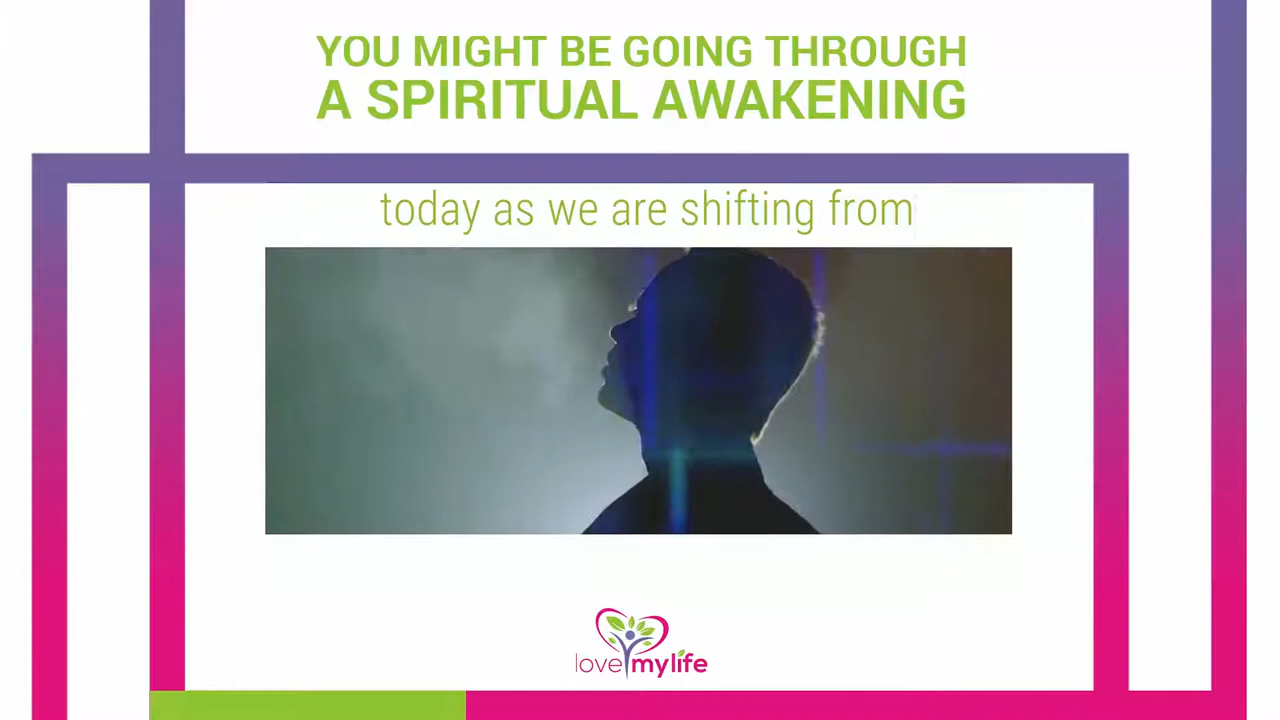 YOU MIGHT BE GOING THROUGH
A SPIRITUAL AWAKENING
today as we are shifting from
love mylife